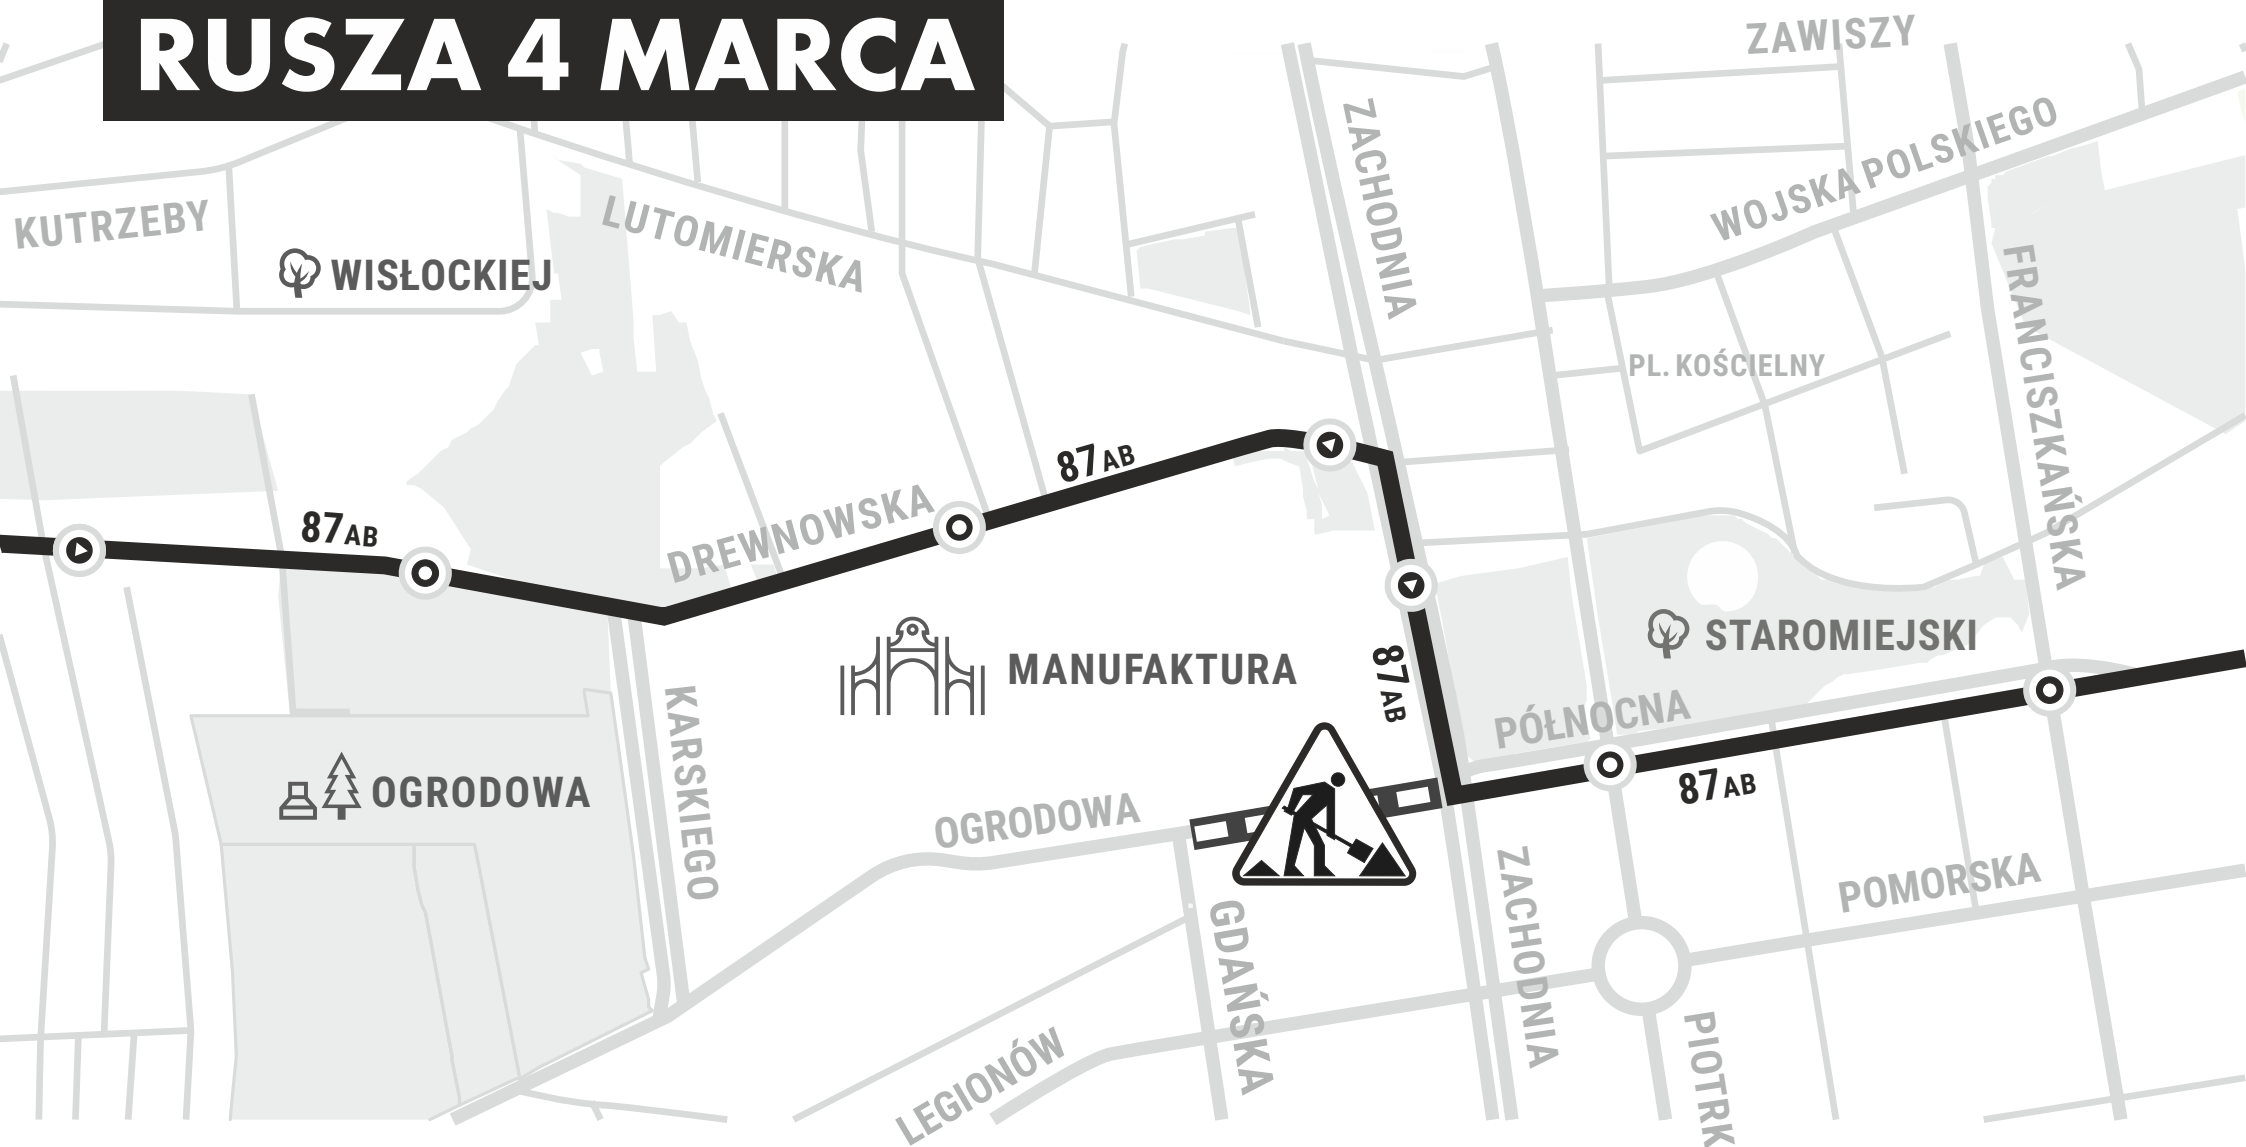 RUSZA 4 MARCA
ZAWISZY
ZACHODNIA
WOJSKA POLSKIEGO
KUTRZEBY
LUTOMIERSKA
WISŁOCKIEJ
FRANCISZKAŃSKA
PL. KOŚCIELNY
87AB
87AB
DREWNOWSKA
STAROMIEJSKI
MANUFAKTURA
87AB
KARSKIEGO
PÓŁNOCNA
87AB
OGRODOWA
OGRODOWA
ZACHODNIA
POMORSKA
GDAŃSKA
LEGIONÓW
PIOTRK